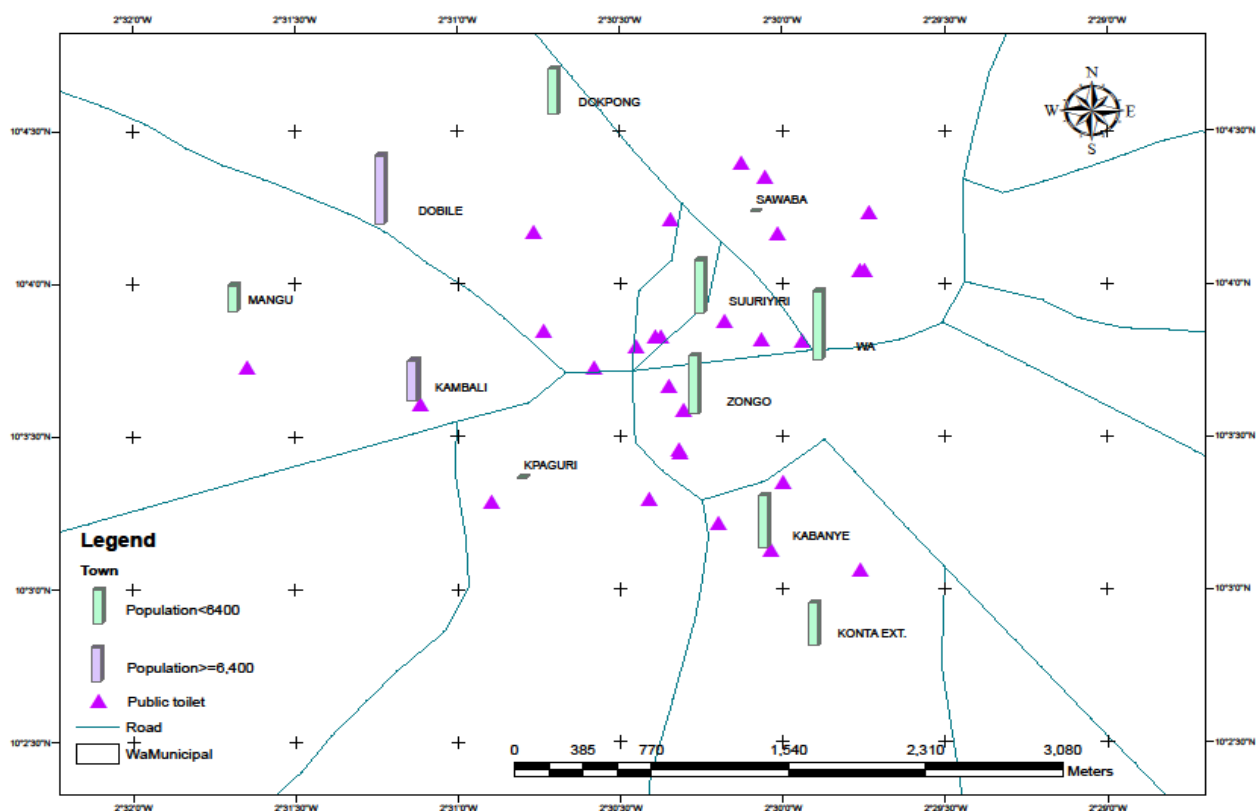 2°32'0"W 2°31'30"W 2°31'0"W 2°30'30"W 2°30'0"W 2°29'30"W 2°29'0"W
N
W E
S
DOKPONG
10°4'30"N 10°4'30"N
SAWABA
DOBILE
10°4'0"N 10°4'0"N
MANGU
SUURIYIRI
WA
KAMBALI
ZONGO
10°3'30"N 10°3'30"N
KPAGURI
KABANYE
Legend
Town
10°3'0"N 10°3'0"N
Population<6400
KONTA EXT.
Population>=6,400
Public toilet
Road
10°2'30"N 10°2'30"N
WaMunicipal
0 385 770 1,540 2,310 3,080
Meters
2°32'0"W 2°31'30"W 2°31'0"W 2°30'30"W 2°30'0"W 2°29'30"W 2°29'0"W